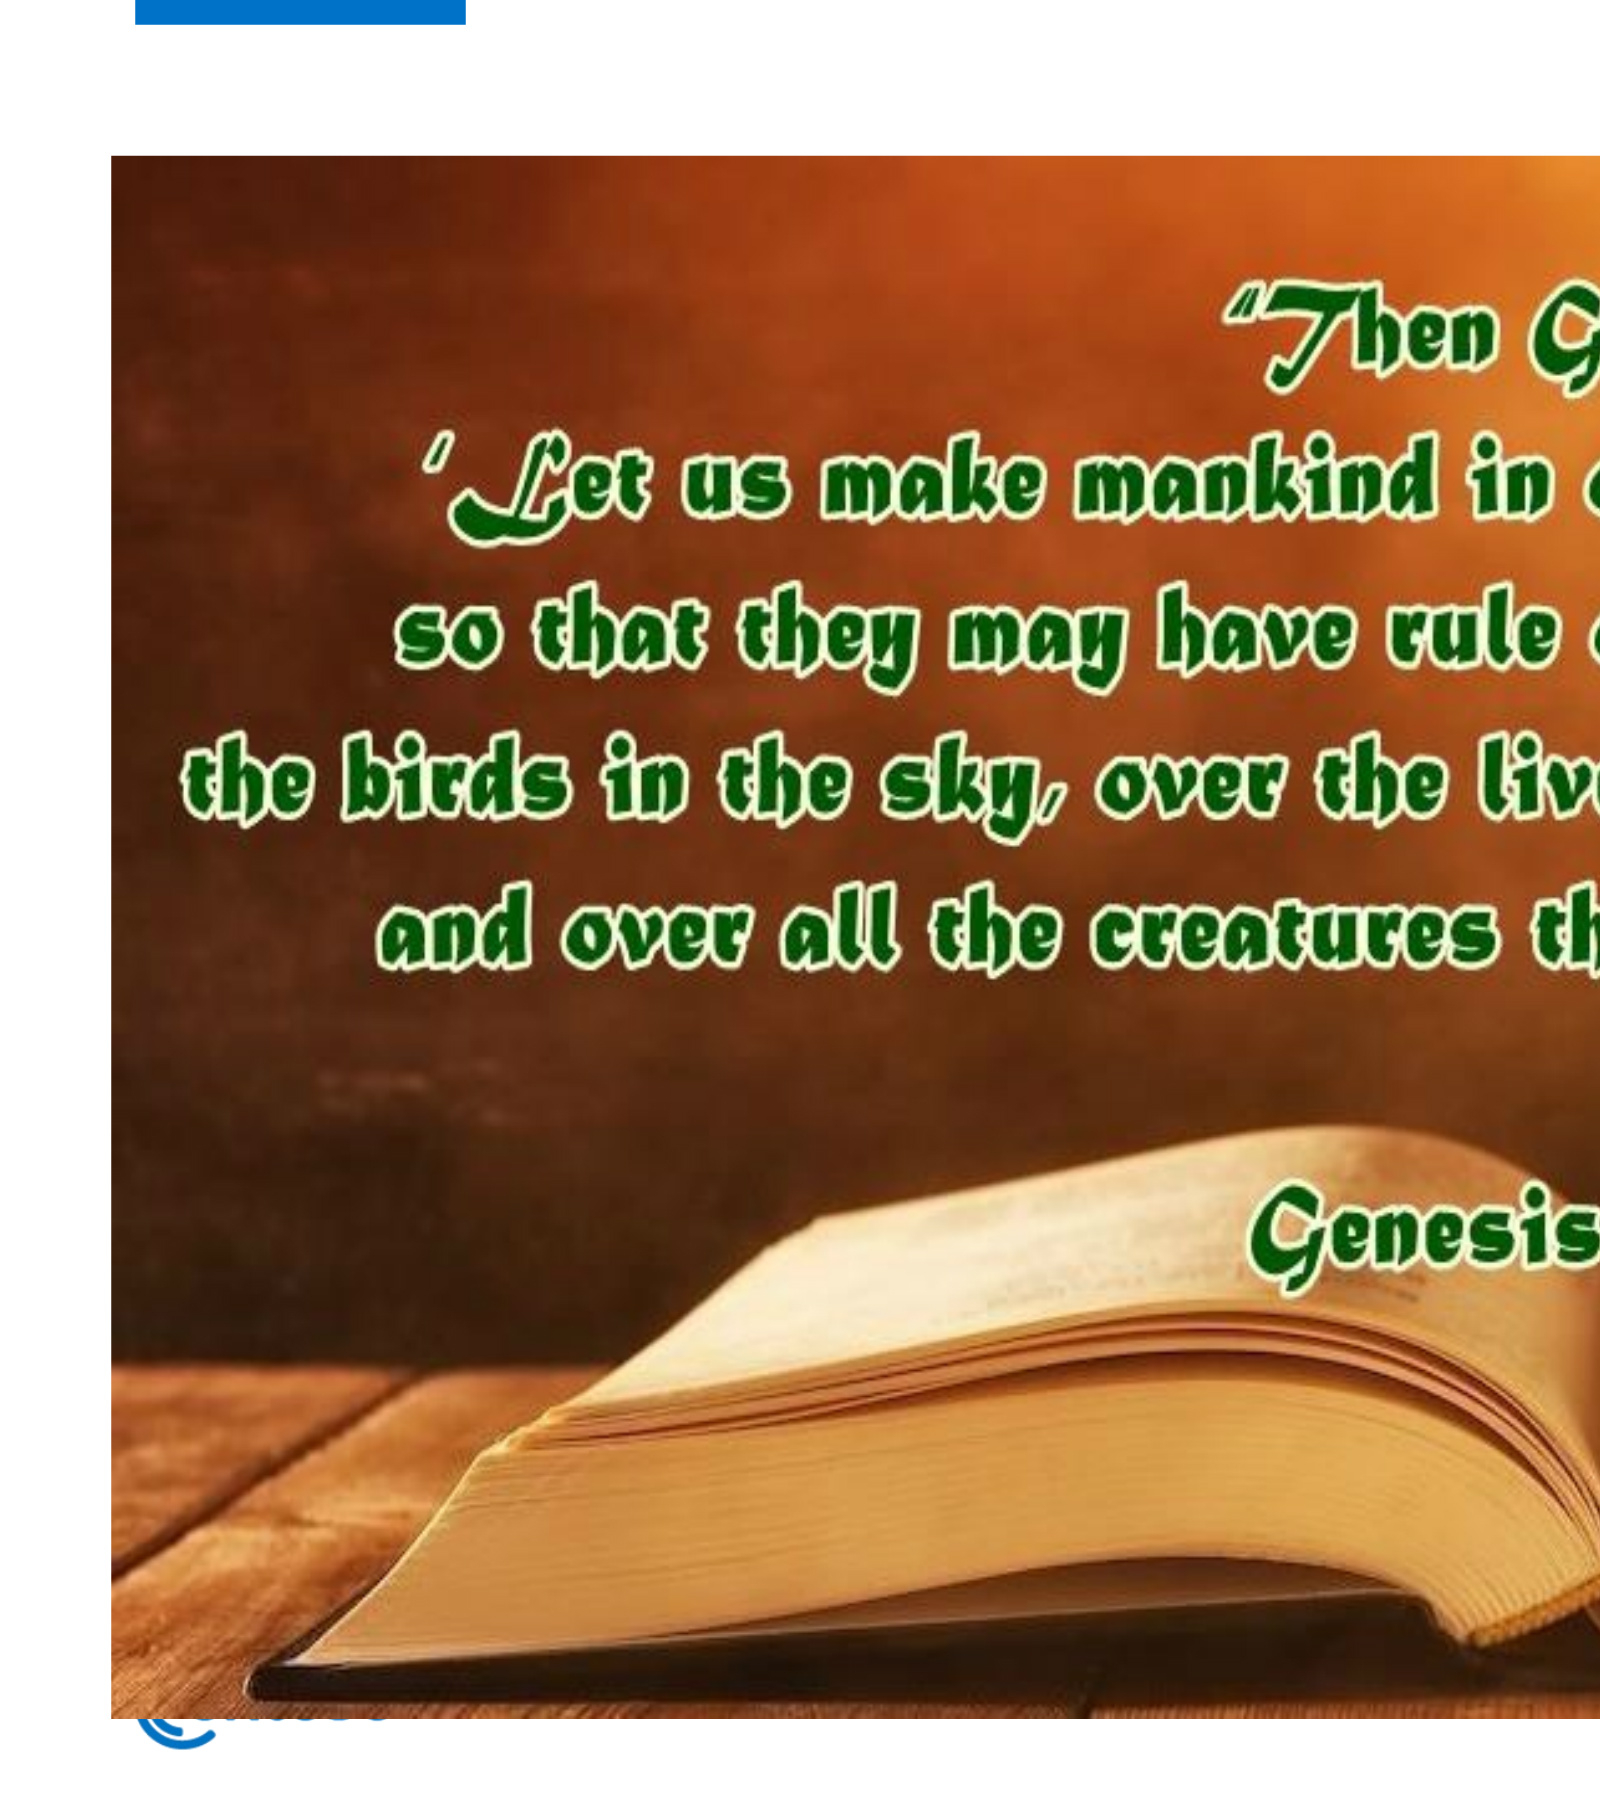 “Then G
‘Let us make mankind in
so that they may have rule
the birds in the sky, over the liv
and over all the creatures th
Genesis